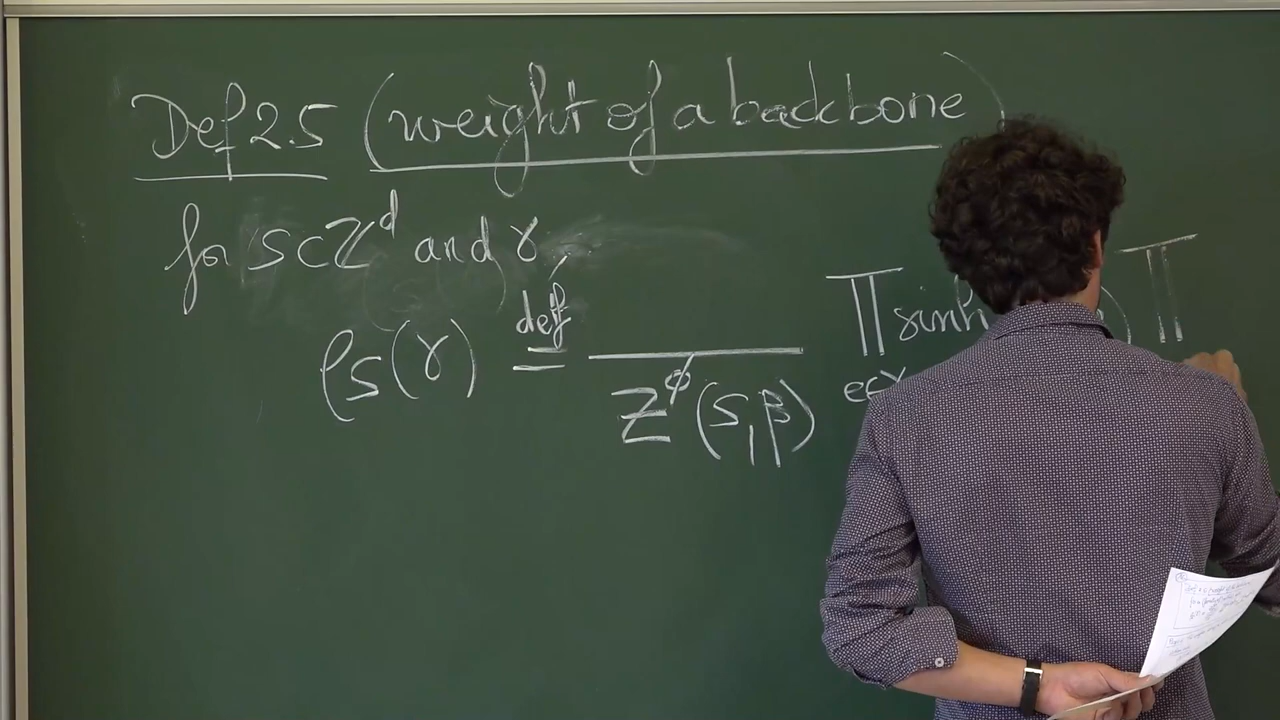 Def 2.5 (weight of a backbone)
for S ⊂ ℤ^d and γ,
ρ_S(γ) def= 1/Z^∅(S,β) ∏_{e∈γ} sinh( ) ∏